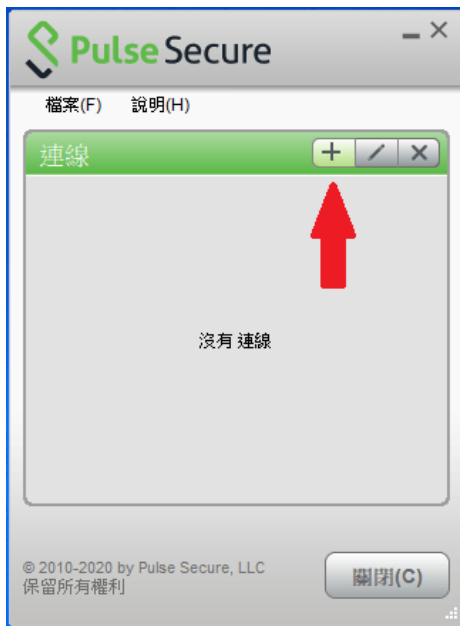 Pulse Secure
檔案(F) 說明(H)
連線
沒有 連線
© 2010-2020 by Pulse Secure, LLC
保留所有權利
關閉(C)